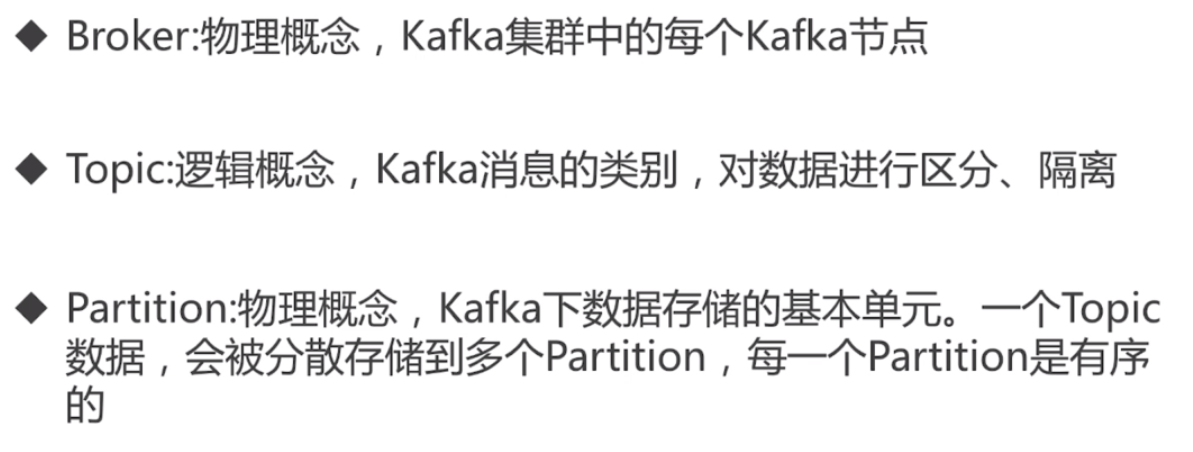 ◆ Broker:物理概念，Kafka集群中的每个Kafka节点
◆ Topic:逻辑概念，Kafka消息的类别，对数据进行区分、隔离
◆ Partition:物理概念，Kafka下数据存储的基本单元。一个Topic
数据，会被分散存储到多个Partition，每一个Partition是有序
的